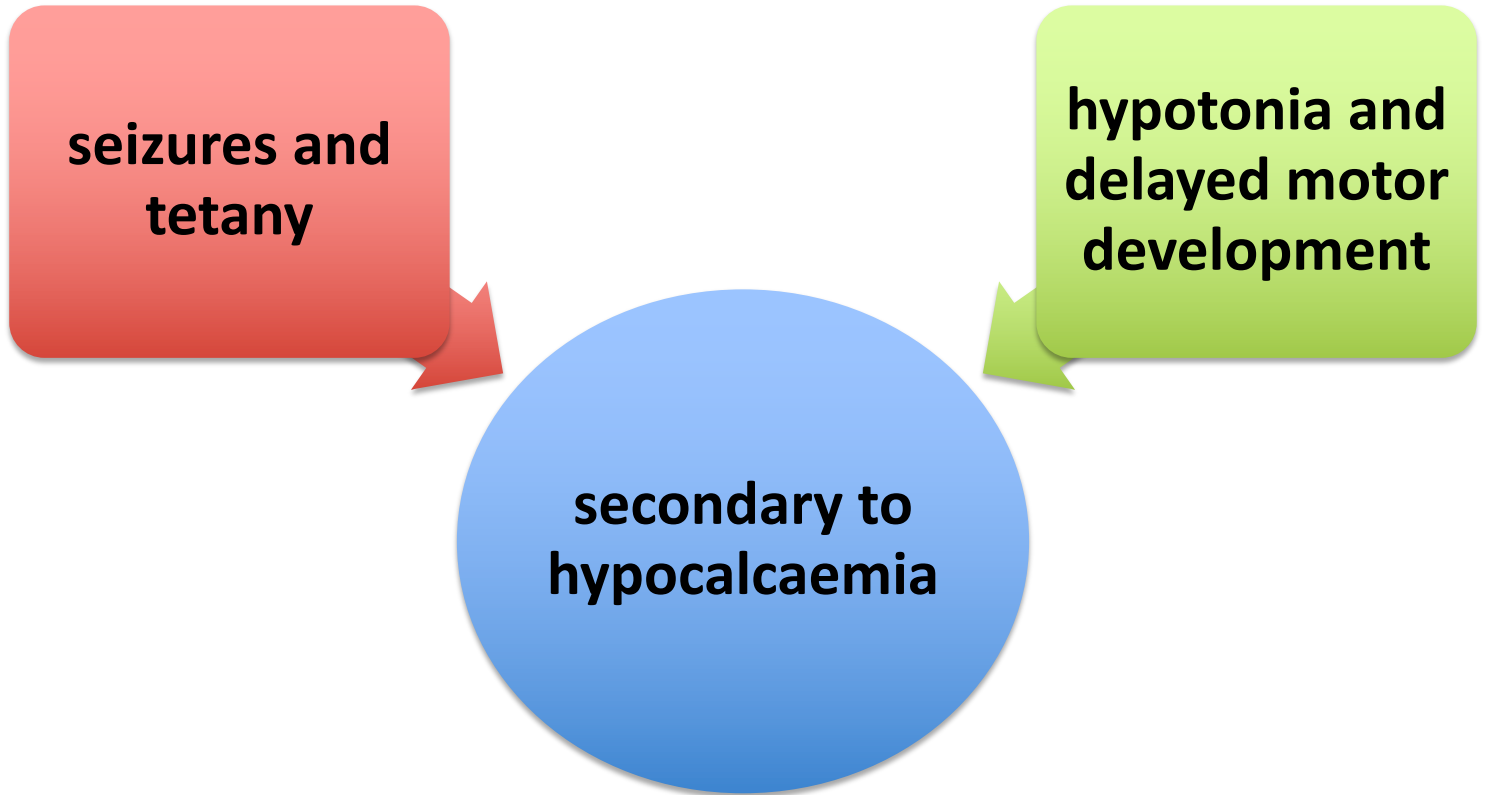 seizures and
tetany
hypotonia and
delayed motor
development
secondary to
hypocalcaemia